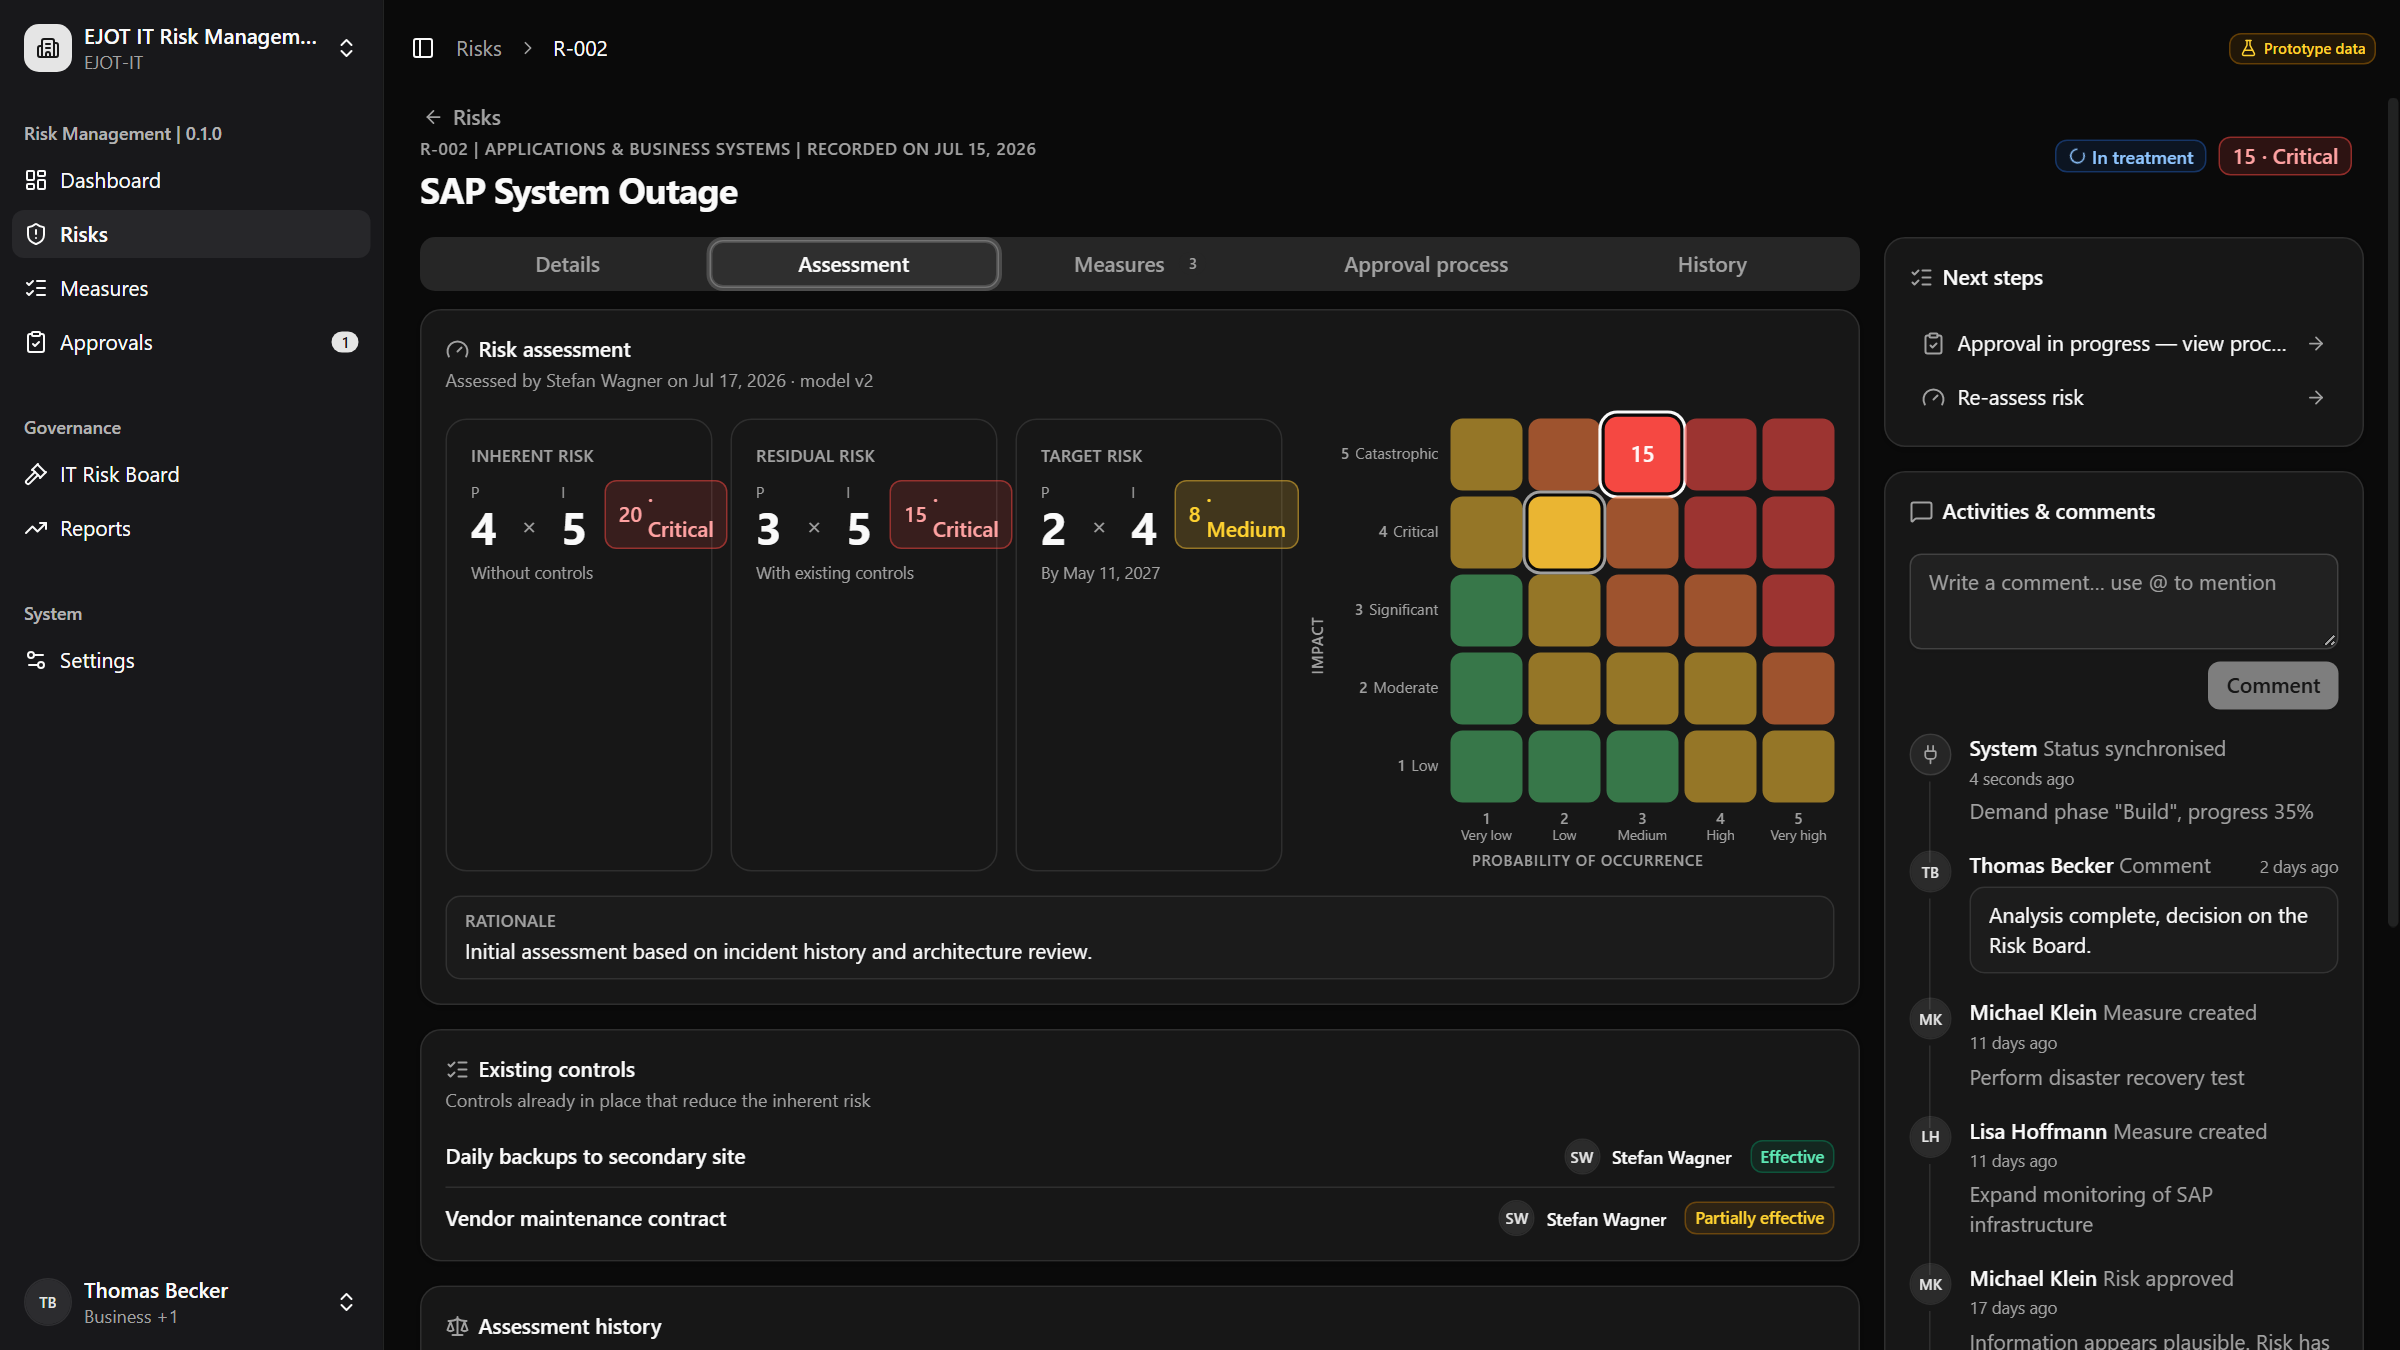 EJOT IT Risk Managem...
EJOT-IT
Risk Management | 0.1.0
Dashboard
Risks
Measures
Approvals
1
Governance
IT Risk Board
Reports
System
Settings
TB
Thomas Becker
Business +1
Risks
R-002
Prototype data
Risks
R-002 | APPLICATIONS & BUSINESS SYSTEMS | RECORDED ON JUL 15, 2026
SAP System Outage
In treatment
15 · Critical
Details
Assessment
Measures 3
Approval process
History
Risk assessment
Assessed by Stefan Wagner on Jul 17, 2026 · model v2
INHERENT RISK
P I
4 × 5
20 · Critical
Without controls
RESIDUAL RISK
P I
3 × 5
15 · Critical
With existing controls
TARGET RISK
P I
2 × 4
8 · Medium
By May 11, 2027
IMPACT
5 Catastrophic
15
4 Critical
3 Significant
2 Moderate
1 Low
1 2 3 4 5
Very low Low Medium High Very high
PROBABILITY OF OCCURRENCE
RATIONALE
Initial assessment based on incident history and architecture review.
Existing controls
Controls already in place that reduce the inherent risk
Daily backups to secondary site
SW Stefan Wagner Effective
Vendor maintenance contract
SW Stefan Wagner Partially effective
Assessment history
Next steps
Approval in progress — view proc...
Re-assess risk
Activities & comments
Write a comment... use @ to mention
Comment
System Status synchronised
4 seconds ago
Demand phase "Build", progress 35%
TB
Thomas Becker Comment 2 days ago
Analysis complete, decision on the
Risk Board.
MK
Michael Klein Measure created
11 days ago
Perform disaster recovery test
LH
Lisa Hoffmann Measure created
11 days ago
Expand monitoring of SAP
infrastructure
MK
Michael Klein Risk approved
17 days ago
Information appears plausible. Risk has